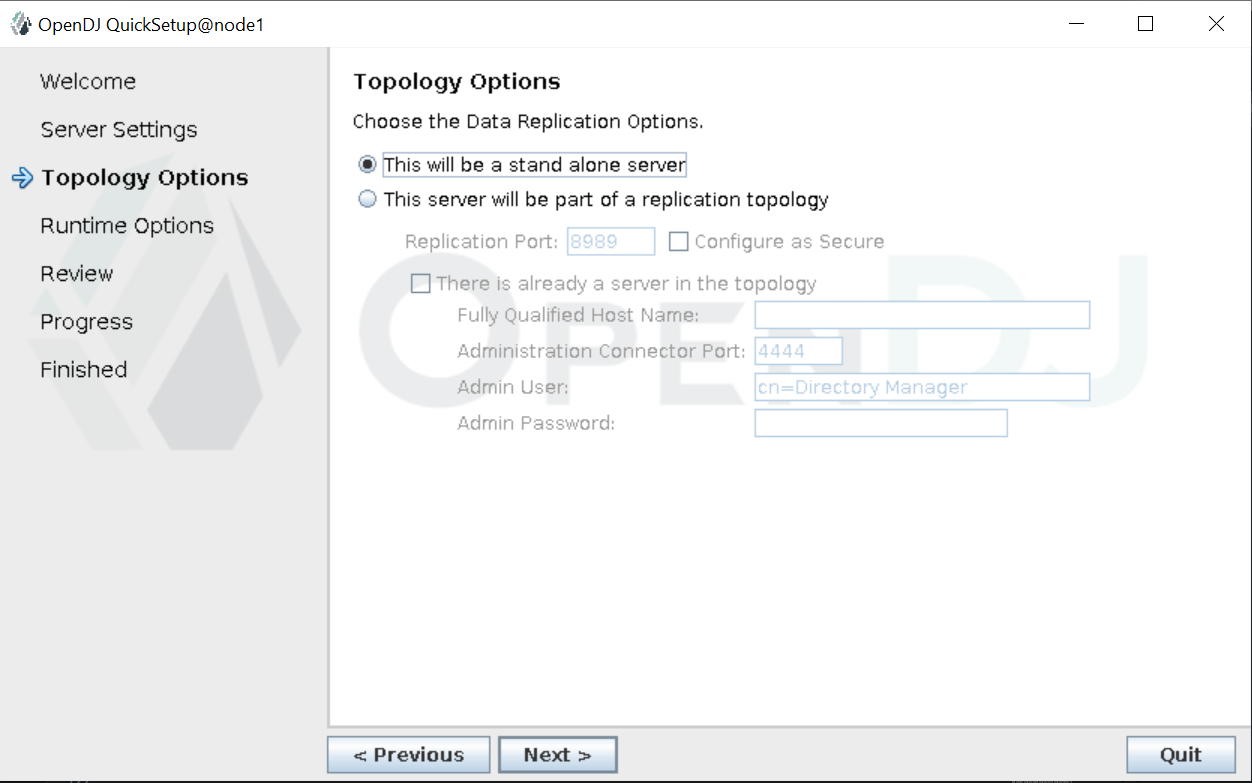 OpenDJ QuickSetup@node1
Welcome
Server Settings
Topology Options
Runtime Options
Review
Progress
Finished
Topology Options
Choose the Data Replication Options.
This will be a stand alone server
This server will be part of a replication topology
Replication Port: 8989 Configure as Secure
There is already a server in the topology
Fully Qualified Host Name:
Administration Connector Port: 4444
Admin User: cn=Directory Manager
Admin Password:
OPENDJ
< Previous Next > Quit